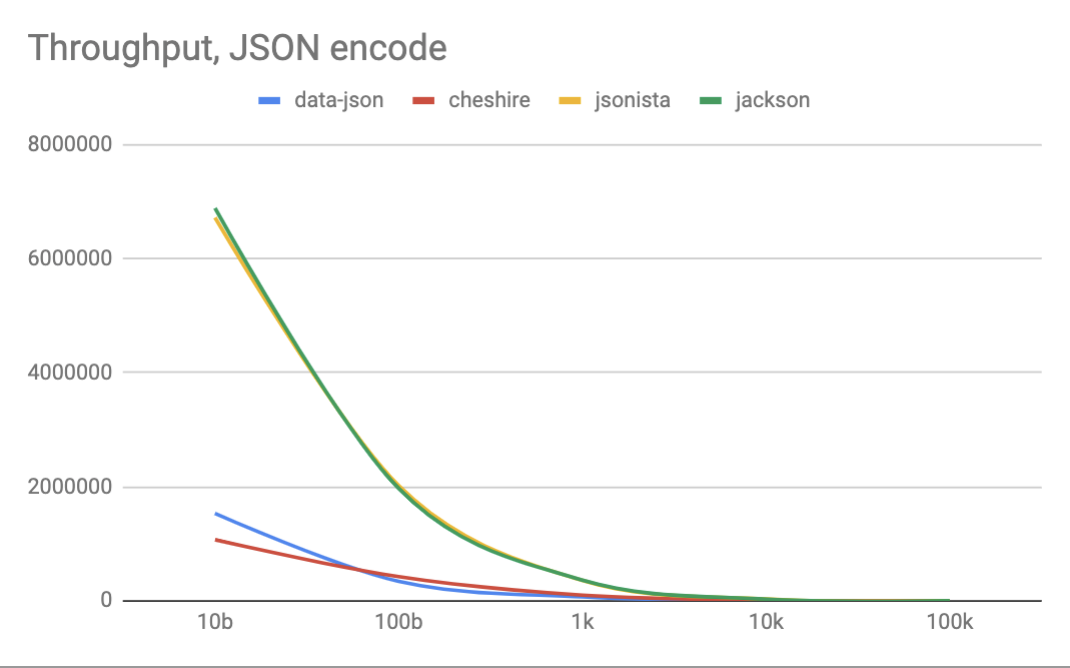 Throughput, JSON encode
data-json cheshire jsonista jackson
8000000
6000000
4000000
2000000
0
10b 100b 1k 10k 100k